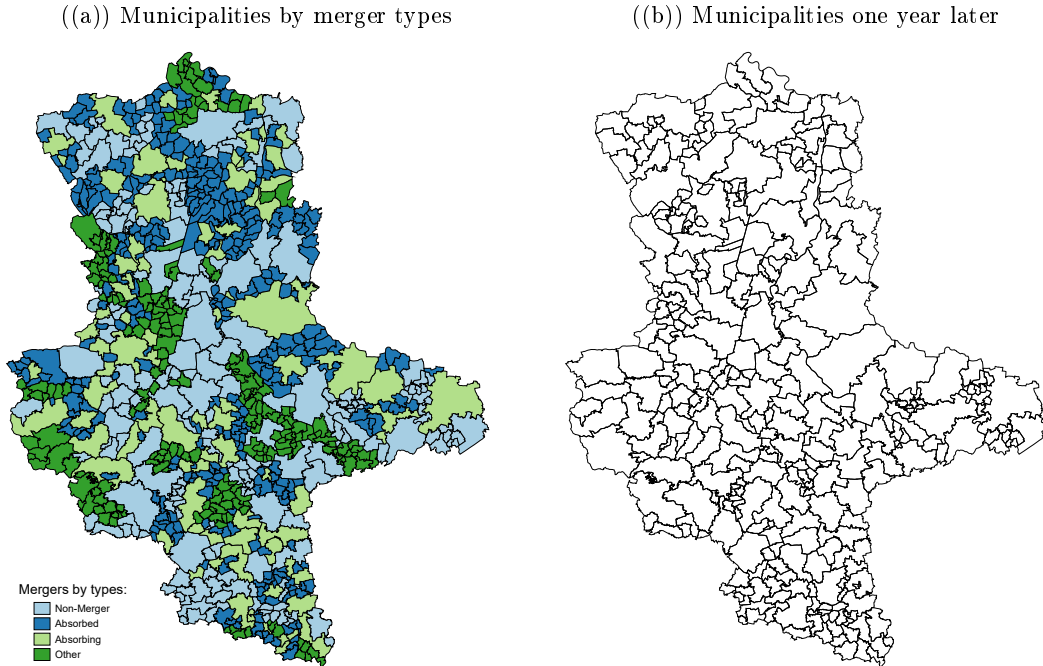 ((a)) Municipalities by merger types
((b)) Municipalities one year later
Mergers by types:
Non-Merger
Absorbed
Absorbing
Other